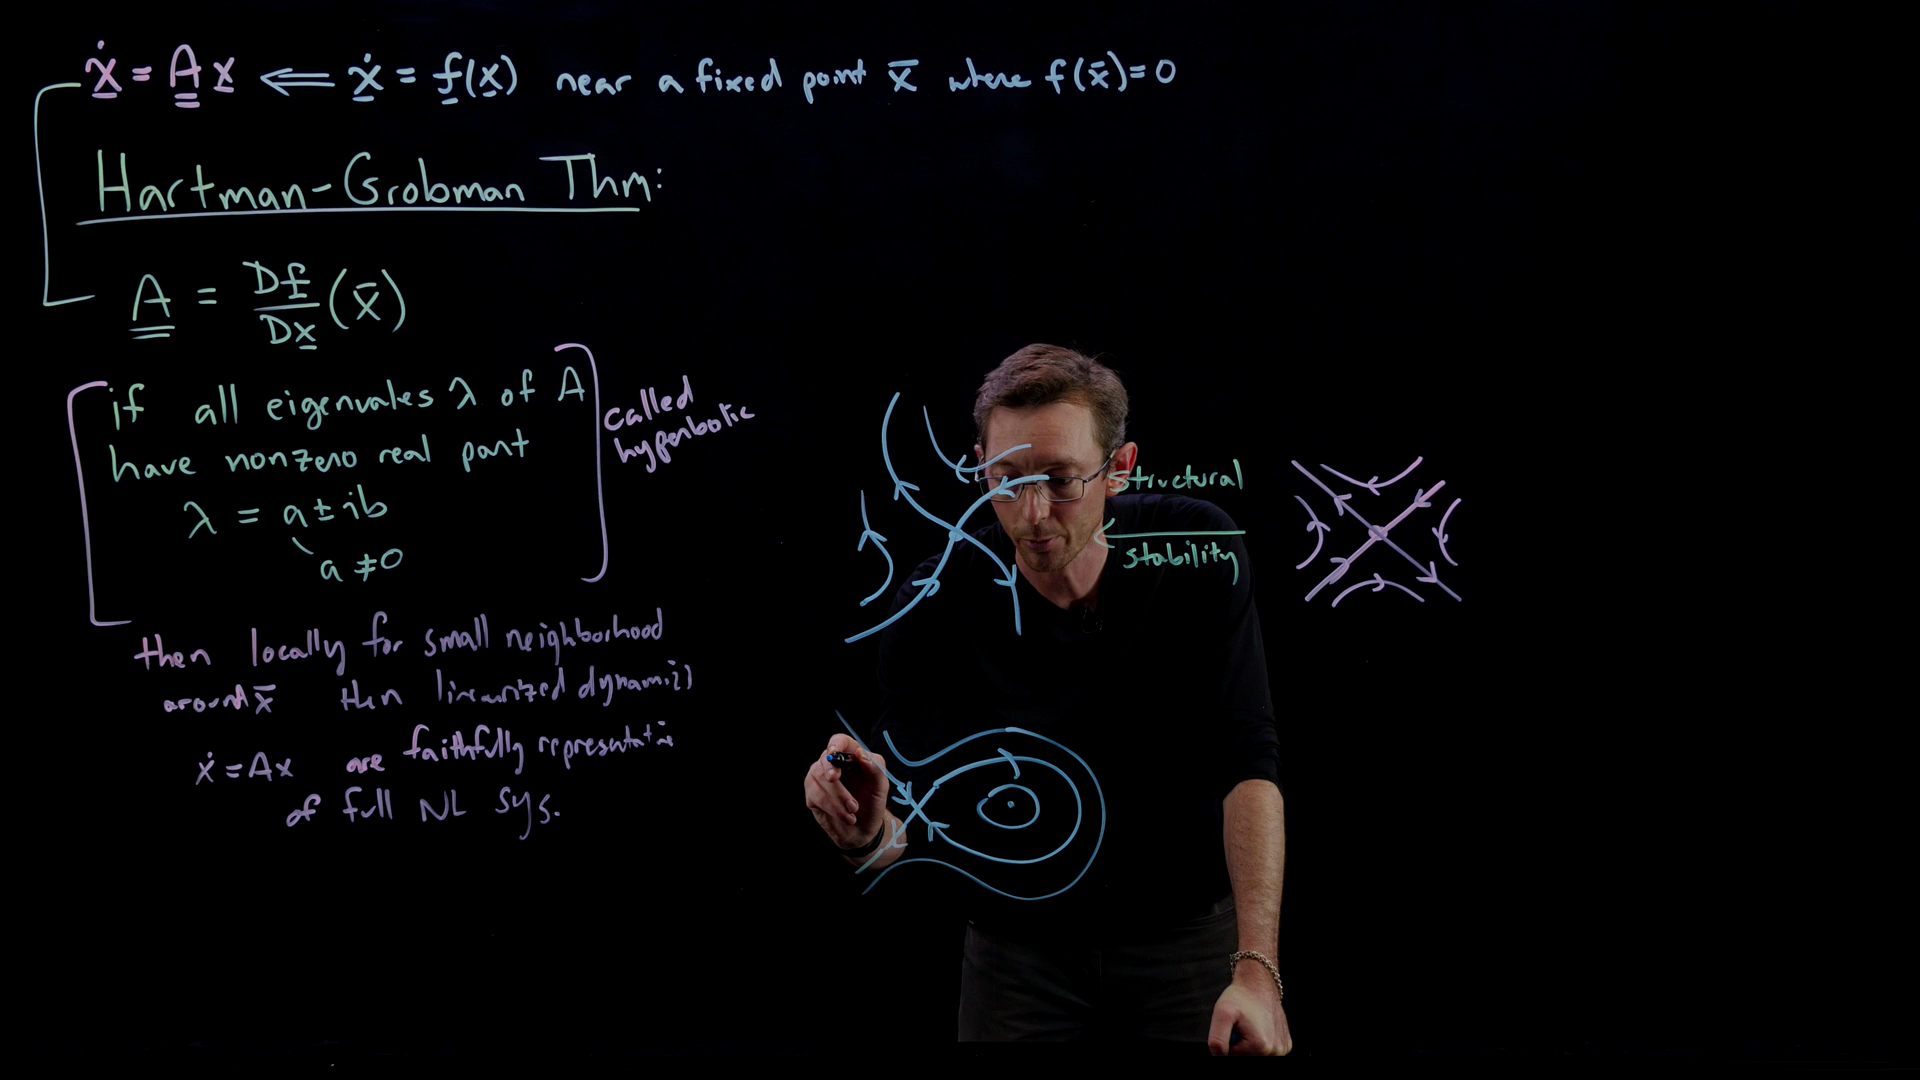 ẋ = A x ⟸ ẋ = f(x) near a fixed point x̄ where f(x̄)=0
Hartman-Grobman Thm:
A = Df/Dx (x̄)
if all eigenvales λ of A
have nonzero real part
λ = a ± ib
a ≠ 0
called
hyperbolic
then locally for small neighborhood
around x̄ then linearized dynamics
ẋ = Ax are faithfully representative
of full NL sys.
structural
stability